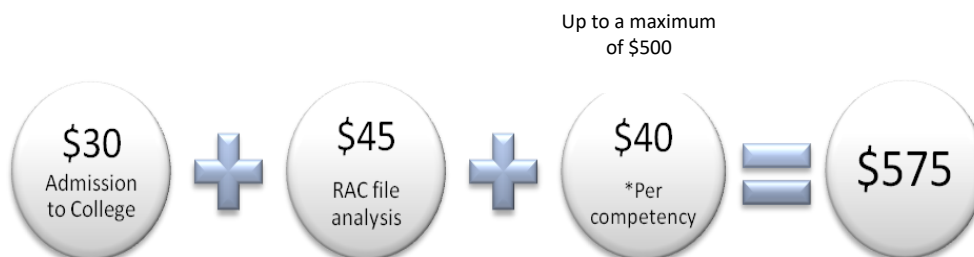 Up to a maximum
of $500
$30
Admission
to College
$45
RAC file
analysis
$40
*Per
competency
$575